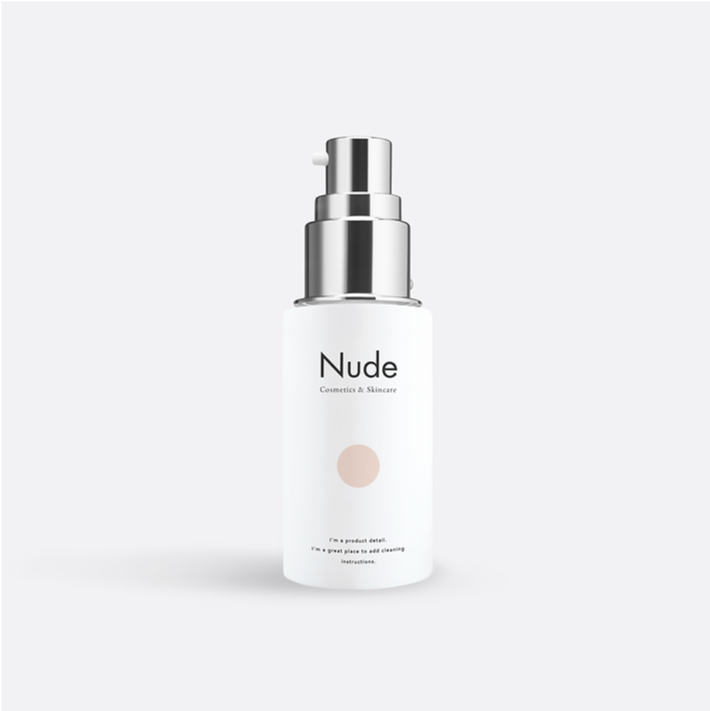 Nude
Cosmetics & Skincare
I'm a product detail.
I'm a great place to add cleaning
instructions.